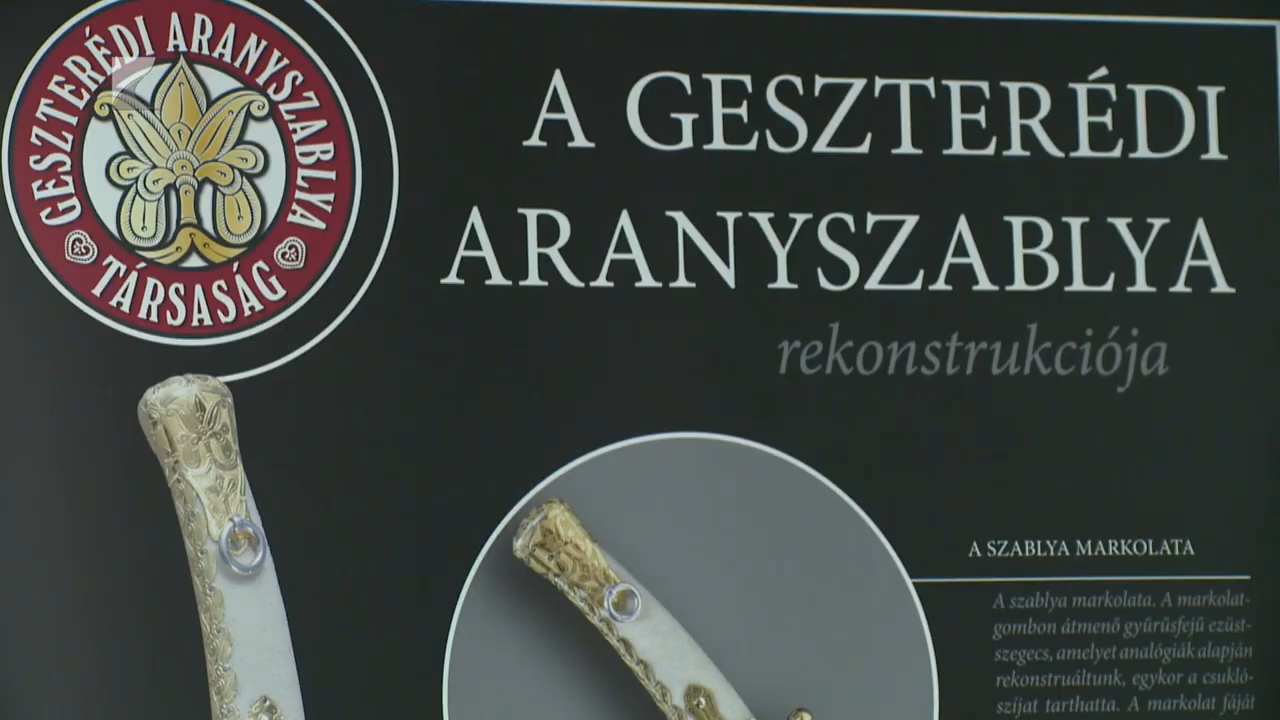 GESZTERÉDI ARANYSZABLYA
TÁRSASÁG
A GESZTERÉDI
ARANYSZABLYA
rekonstrukciója
A SZABLYA MARKOLATA
A szablya markolata. A markolat-
gombon átmenő gyűrűsfejű ezüst-
szegecs, amelyet analógiák alapján
rekonstruáltunk, egykor a csukló-
szíjat tarthatta. A markolat fáját